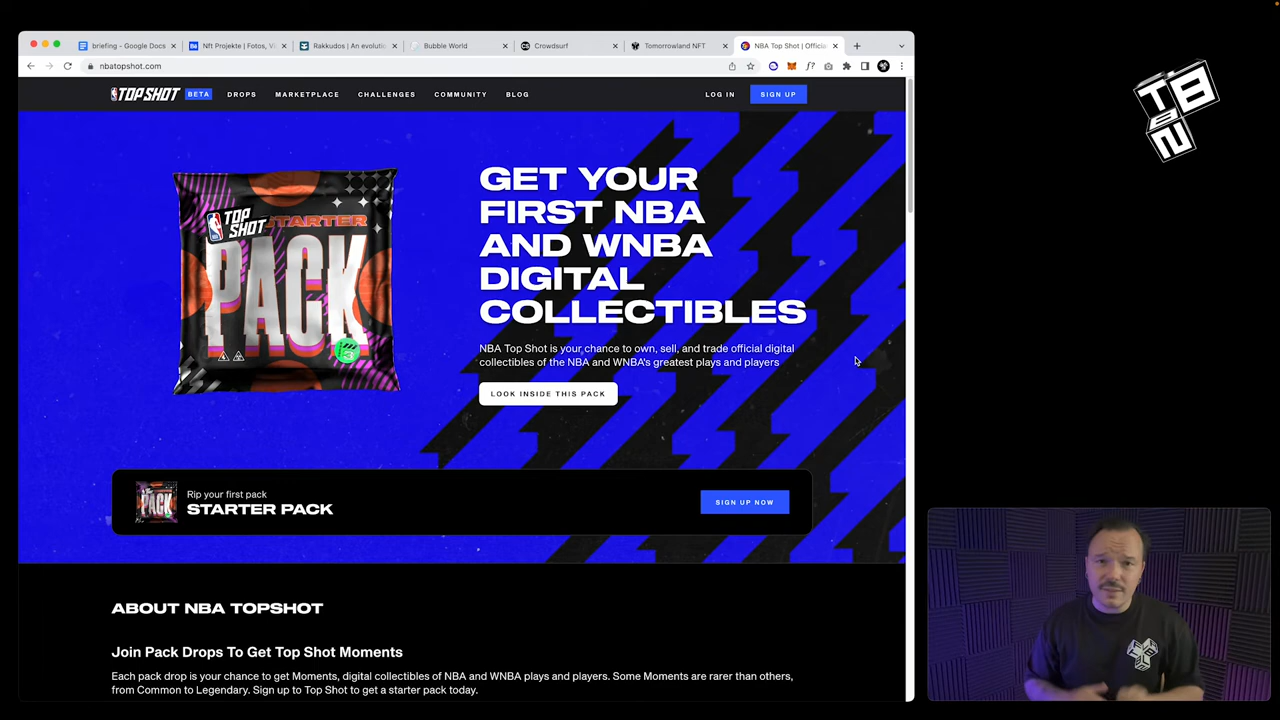 briefing - Google Docs
Nft Projekte | Fotos, Vi
Rakkudos | An evolutio
Bubble World
Crowdsurf
Tomorrowland NFT
NBA Top Shot | Officia
nbatopshot.com
TOP SHOT BETA DROPS MARKETPLACE CHALLENGES COMMUNITY BLOG LOG IN SIGN UP
TBBN
TOP SHOT
STARTER
PACK
GET YOUR
FIRST NBA
AND WNBA
DIGITAL
COLLECTIBLES
NBA Top Shot is your chance to own, sell, and trade official digital
collectibles of the NBA and WNBA's greatest plays and players
LOOK INSIDE THIS PACK
PACK
Rip your first pack
STARTER PACK
SIGN UP NOW
ABOUT NBA TOPSHOT
Join Pack Drops To Get Top Shot Moments
Each pack drop is your chance to get Moments, digital collectibles of NBA and WNBA plays and players. Some Moments are rarer than others,
from Common to Legendary. Sign up to Top Shot to get a starter pack today.